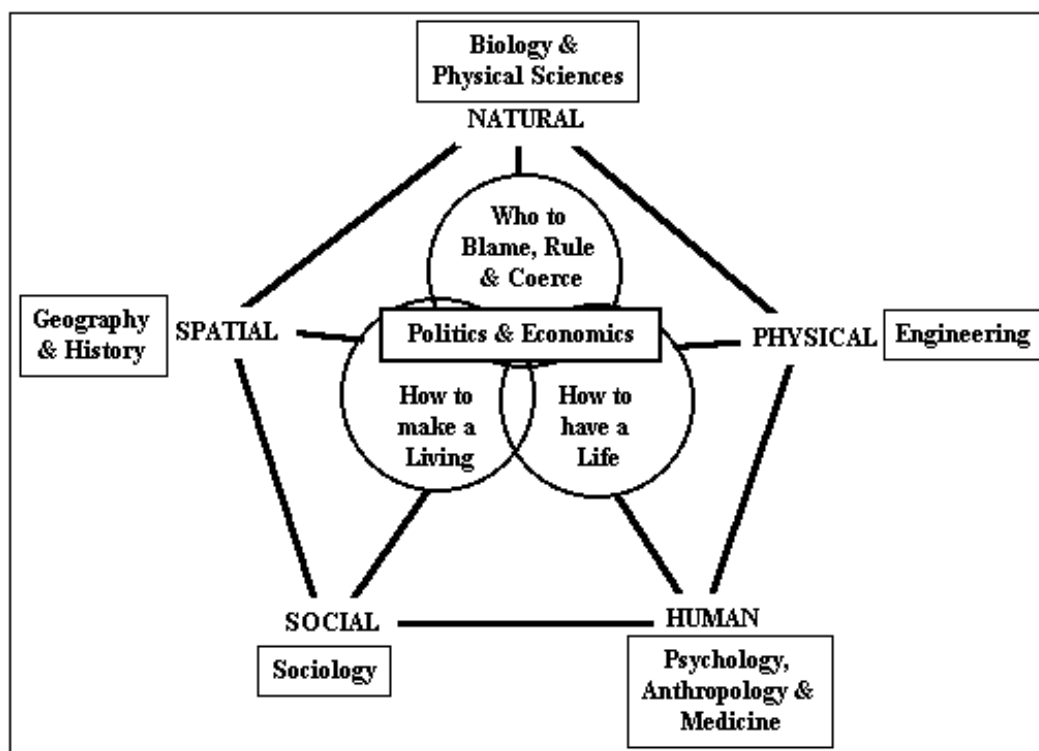 Biology &
Physical Sciences
NATURAL
Who to
Blame, Rule
& Coerce
Geography
& History
SPATIAL
Politics & Economics
PHYSICAL
Engineering
How to
make a
Living
How to
have a
Life
SOCIAL
Sociology
HUMAN
Psychology,
Anthropology &
Medicine